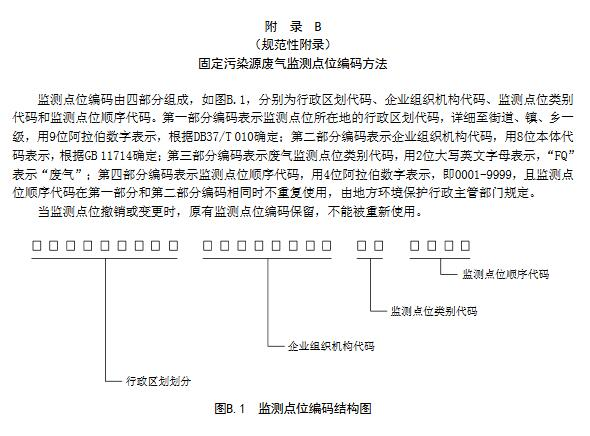 附 录 B
（规范性附录）
固定污染源废气监测点位编码方法
监测点位编码由四部分组成，如图B.1，分别为行政区划代码、企业组织机构代码、监测点位类别
代码和监测点位顺序代码。第一部分编码表示监测点位所在地的行政区划代码，详细至街道、镇、乡一
级，用9位阿拉伯数字表示，根据DB37/T 010确定；第二部分编码表示企业组织机构代码，用8位本体代
码表示，根据GB 11714确定；第三部分编码表示废气监测点位类别代码，用2位大写英文字母表示，“FQ”
表示“废气”；第四部分编码表示监测点位顺序代码，用4位阿拉伯数字表示，即0001-9999，且监测点
位顺序代码在第一部分和第二部分编码相同时不重复使用，由地方环境保护行政主管部门规定。
当监测点位撤销或变更时，原有监测点位编码保留，不能被重新使用。
□□□□□□□□□ □□□□□□□□ □□ □□□□
监测点位顺序代码
监测点位类别代码
企业组织机构代码
行政区划划分
图B.1 监测点位编码结构图